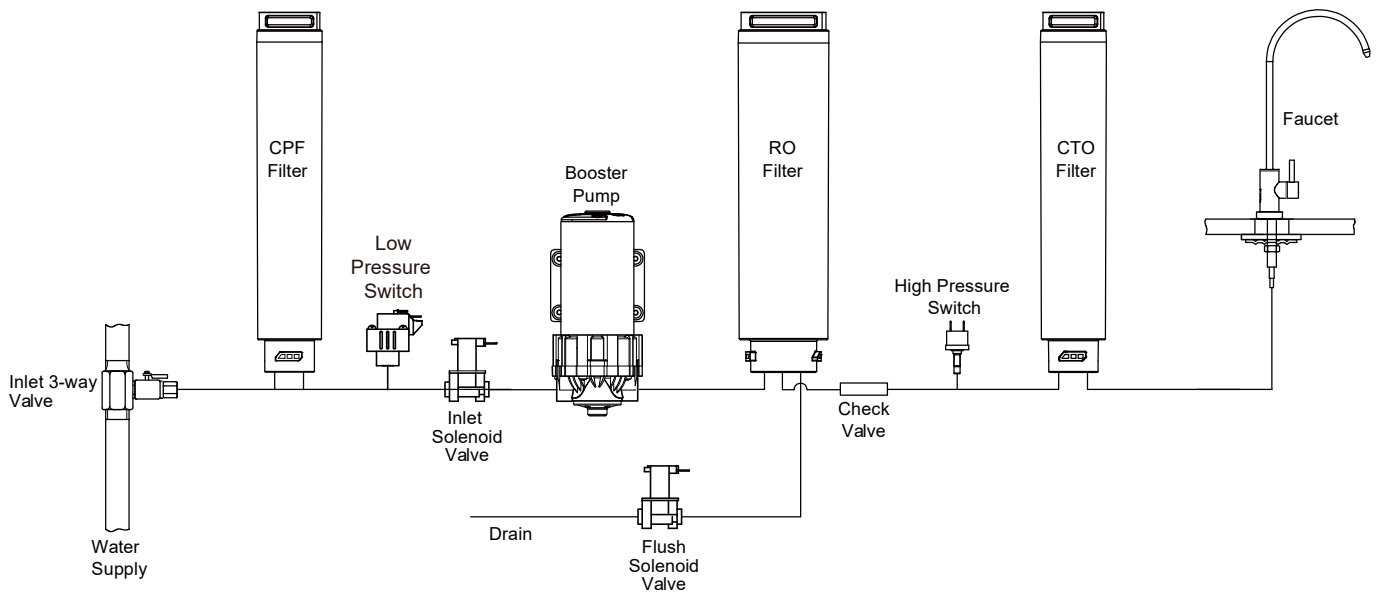 CPF
Filter
RO
Filter
CTO
Filter
Faucet
Booster
Pump
Low
Pressure
Switch
High Pressure
Switch
Inlet 3-way
Valve
Inlet
Solenoid
Valve
Check
Valve
Drain
Water
Supply
Flush
Solenoid
Valve